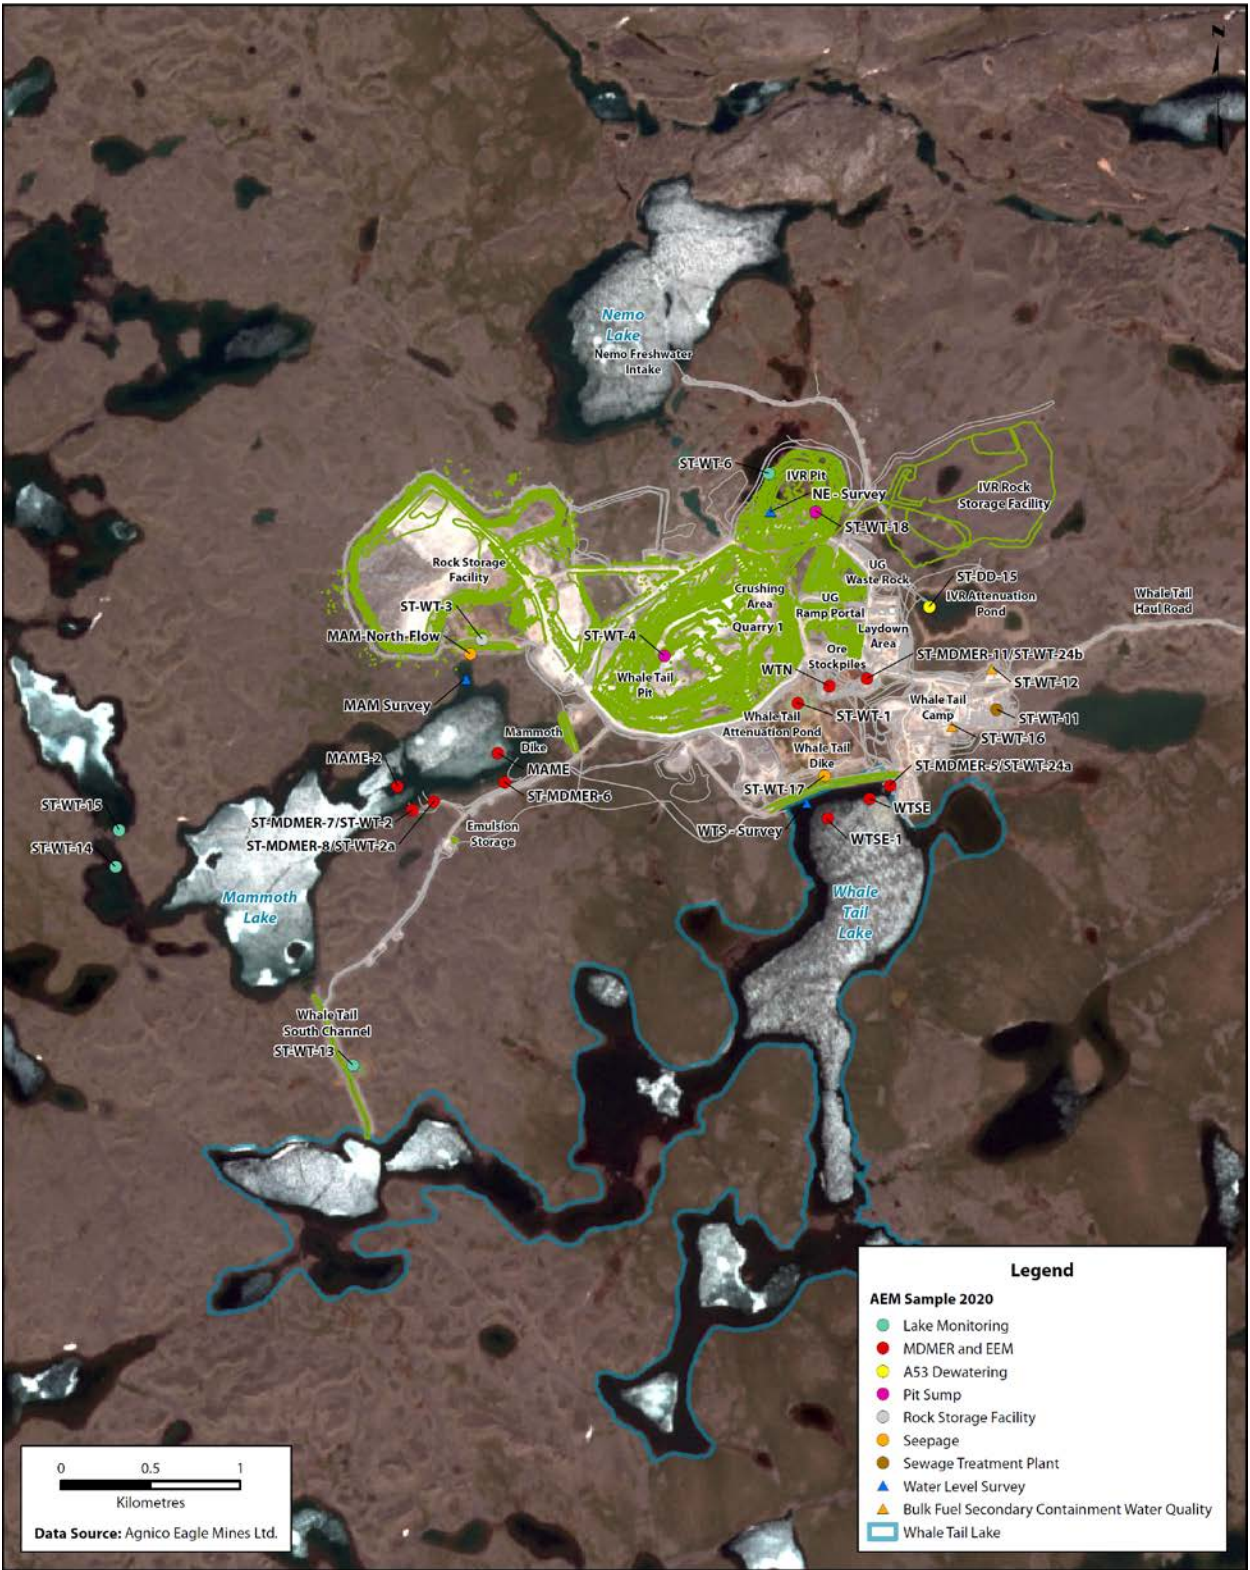 N
Nemo
Lake
Nemo Freshwater
Intake
ST-WT-6
IVR Pit
NE - Survey
IVR Rock
Storage Facility
ST-WT-18
Rock Storage
Facility
UG
Waste Rock
ST-DD-15
Crushing
Area
IVR Attenuation
Pond
ST-WT-3
UG
Ramp Portal
Whale Tail
Haul Road
Quarry 1
MAM-North-Flow
ST-WT-4
Laydown
Area
Ore
Stockpiles
ST-MDMER-11/ST-WT-24b
WTN
Whale Tail
Pit
ST-WT-12
MAM Survey
Whale Tail
Camp
ST-WT-1
ST-WT-11
Whale Tail
Attenuation Pond
Mammoth
Dike
ST-WT-16
Whale Tail
Dike
MAME-2
MAME
ST-MDMER-5/ST-WT-24a
ST-MDMER-6
ST-WT-17
ST-WT-15
WTSE
ST-MDMER-7/ST-WT-2
WTS - Survey
Emulsion
Storage
WTSE-1
ST-MDMER-8/ST-WT-2a
ST-WT-14
Mammoth
Lake
Whale
Tail
Lake
Whale Tail
South Channel
ST-WT-13
Legend
AEM Sample 2020
Lake Monitoring
MDMER and EEM
A53 Dewatering
Pit Sump
Rock Storage Facility
Seepage
Sewage Treatment Plant
Water Level Survey
Bulk Fuel Secondary Containment Water Quality
Whale Tail Lake
0 0.5 1
Kilometres
Data Source: Agnico Eagle Mines Ltd.